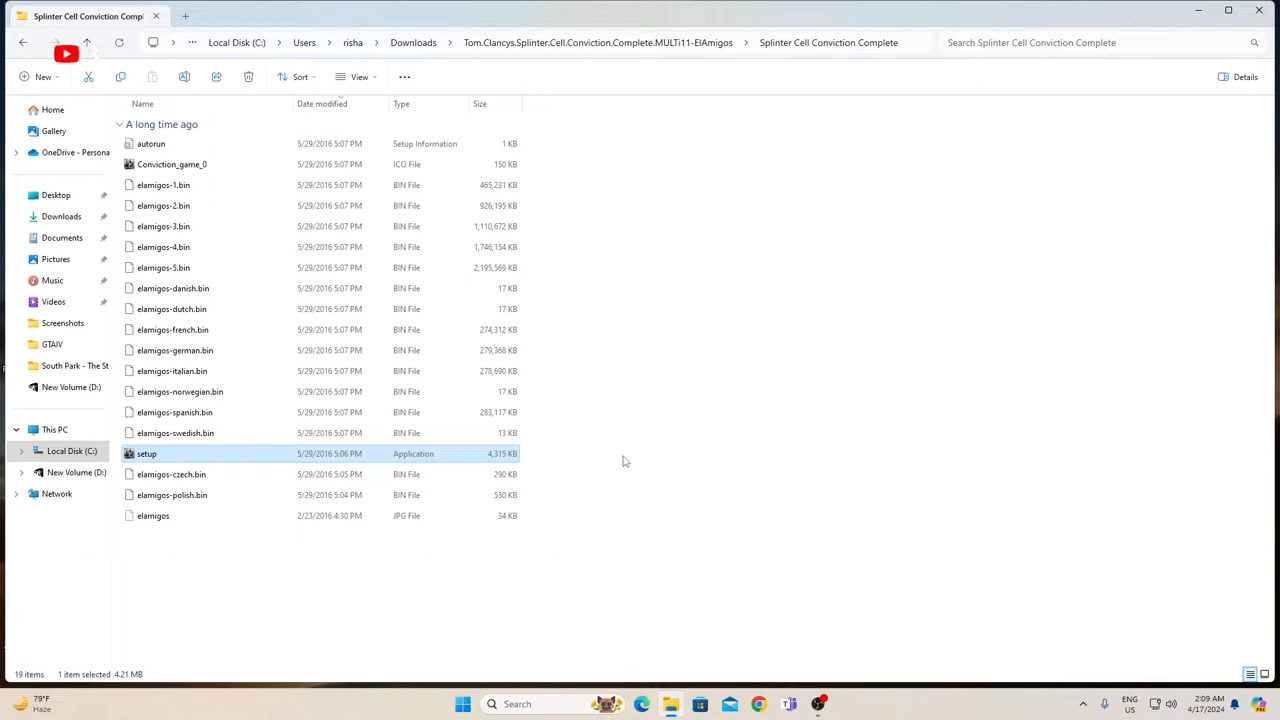 Splinter Cell Conviction Compl
Local Disk (C:) Users risha Downloads Tom.Clancys.Splinter.Cell.Conviction.Complete.MULTi11-ElAmigos Splinter Cell Conviction Complete Search Splinter Cell Conviction Complete
New Sort View Details
Name Date modified Type Size
Home
Gallery
OneDrive - Persona
Desktop
Downloads
Documents
Pictures
Music
Videos
Screenshots
GTAIV
South Park - The St
New Volume (D:)
This PC
Local Disk (C:)
New Volume (D:)
Network
A long time ago
autorun 5/29/2016 5:07 PM Setup Information 1 KB
Conviction_game_0 5/29/2016 5:07 PM ICO File 150 KB
elamigos-1.bin 5/29/2016 5:07 PM BIN File 465,231 KB
elamigos-2.bin 5/29/2016 5:07 PM BIN File 926,195 KB
elamigos-3.bin 5/29/2016 5:07 PM BIN File 1,110,672 KB
elamigos-4.bin 5/29/2016 5:07 PM BIN File 1,746,154 KB
elamigos-5.bin 5/29/2016 5:07 PM BIN File 2,195,569 KB
elamigos-danish.bin 5/29/2016 5:07 PM BIN File 17 KB
elamigos-dutch.bin 5/29/2016 5:07 PM BIN File 17 KB
elamigos-french.bin 5/29/2016 5:07 PM BIN File 274,312 KB
elamigos-german.bin 5/29/2016 5:07 PM BIN File 279,368 KB
elamigos-italian.bin 5/29/2016 5:07 PM BIN File 278,690 KB
elamigos-norwegian.bin 5/29/2016 5:07 PM BIN File 17 KB
elamigos-spanish.bin 5/29/2016 5:07 PM BIN File 283,117 KB
elamigos-swedish.bin 5/29/2016 5:07 PM BIN File 13 KB
setup 5/29/2016 5:06 PM Application 4,315 KB
elamigos-czech.bin 5/29/2016 5:05 PM BIN File 290 KB
elamigos-polish.bin 5/29/2016 5:04 PM BIN File 530 KB
elamigos 2/23/2016 4:30 PM JPG File 34 KB
19 items 1 item selected 4.21 MB
79°F
Haze
Search
ENG
US
2:09 AM
4/17/2024